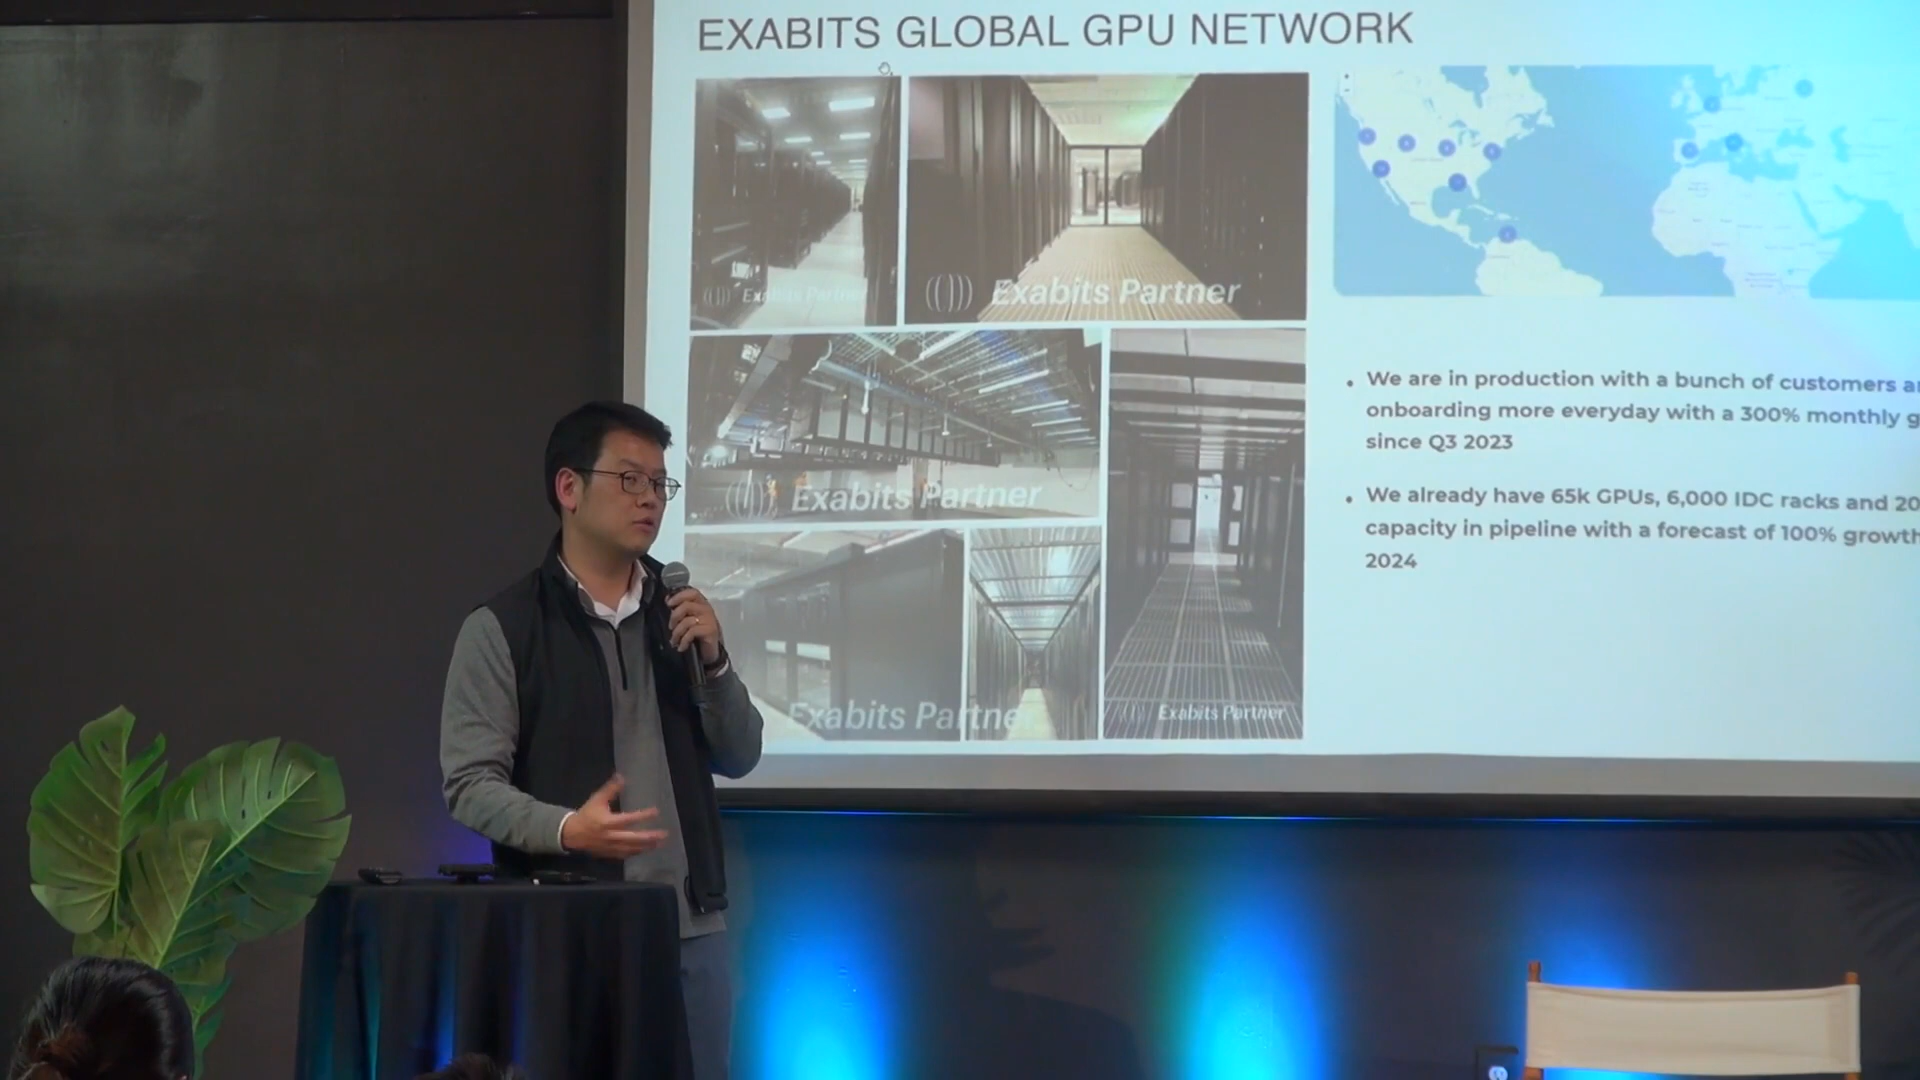 EXABITS GLOBAL GPU NETWORK
Exabits Partner
Exabits Partner
Exabits Partner
Exabits Partner
Exabits Partner
We are in production with a bunch of customers
onboarding more everyday with a 300% monthly
since Q3 2023
We already have 65k GPUs, 6,000 IDC racks and 20
capacity in pipeline with a forecast of 100% growth
2024